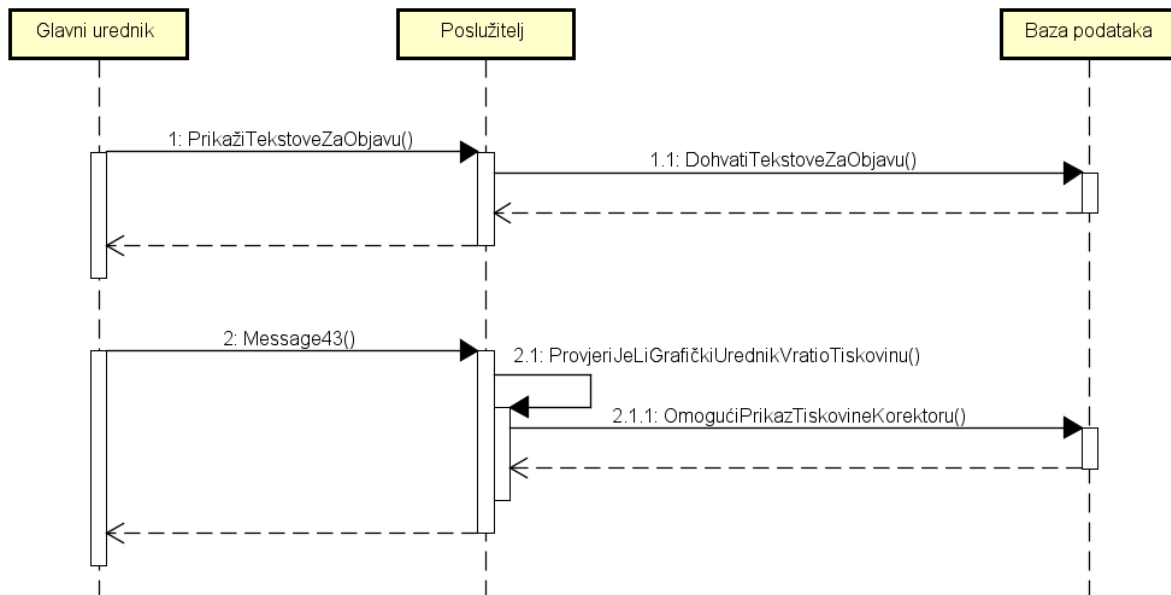 Glavni urednik
Poslužitelj
Baza podataka
1: PrikažiTekstoveZaObjavu()
1.1: DohvatiTekstoveZaObjavu()
2: Message43()
2.1: ProvjeriJeLiGrafičkiUrednikVratioTiskovinu()
2.1.1: OmogućiPrikazTiskovineKorektoru()